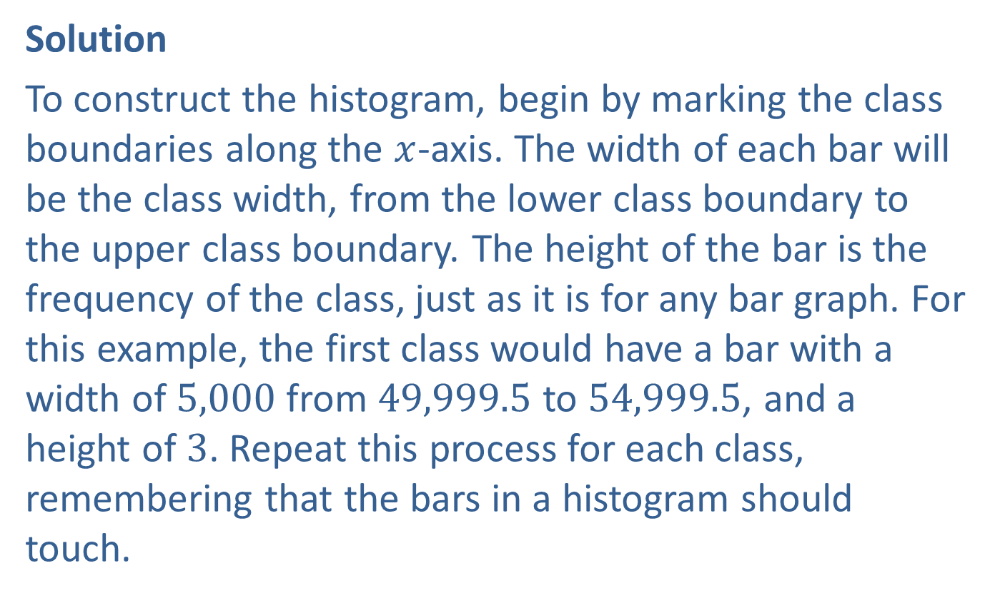 Solution
To construct the histogram, begin by marking the class
boundaries along the x-axis. The width of each bar will
be the class width, from the lower class boundary to
the upper class boundary. The height of the bar is the
frequency of the class, just as it is for any bar graph. For
this example, the first class would have a bar with a
width of 5,000 from 49,999.5 to 54,999.5, and a
height of 3. Repeat this process for each class,
remembering that the bars in a histogram should
touch.